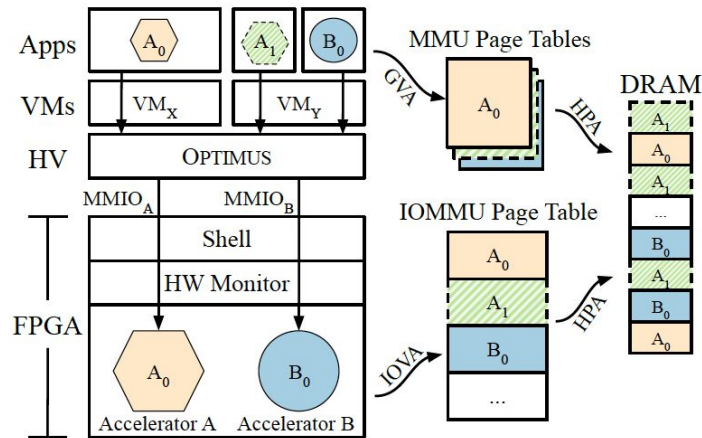 Apps
A0
A1
B0
VMs
VMX
VMY
HV
OPTIMUS
MMIOA
MMIOB
FPGA
Shell
HW Monitor
A0
B0
Accelerator A
Accelerator B
GVA
MMU Page Tables
A0
HPA
IOVA
IOMMU Page Table
A0
A1
B0
...
HPA
DRAM
A1
A0
A1
...
B0
A1
B0
A0